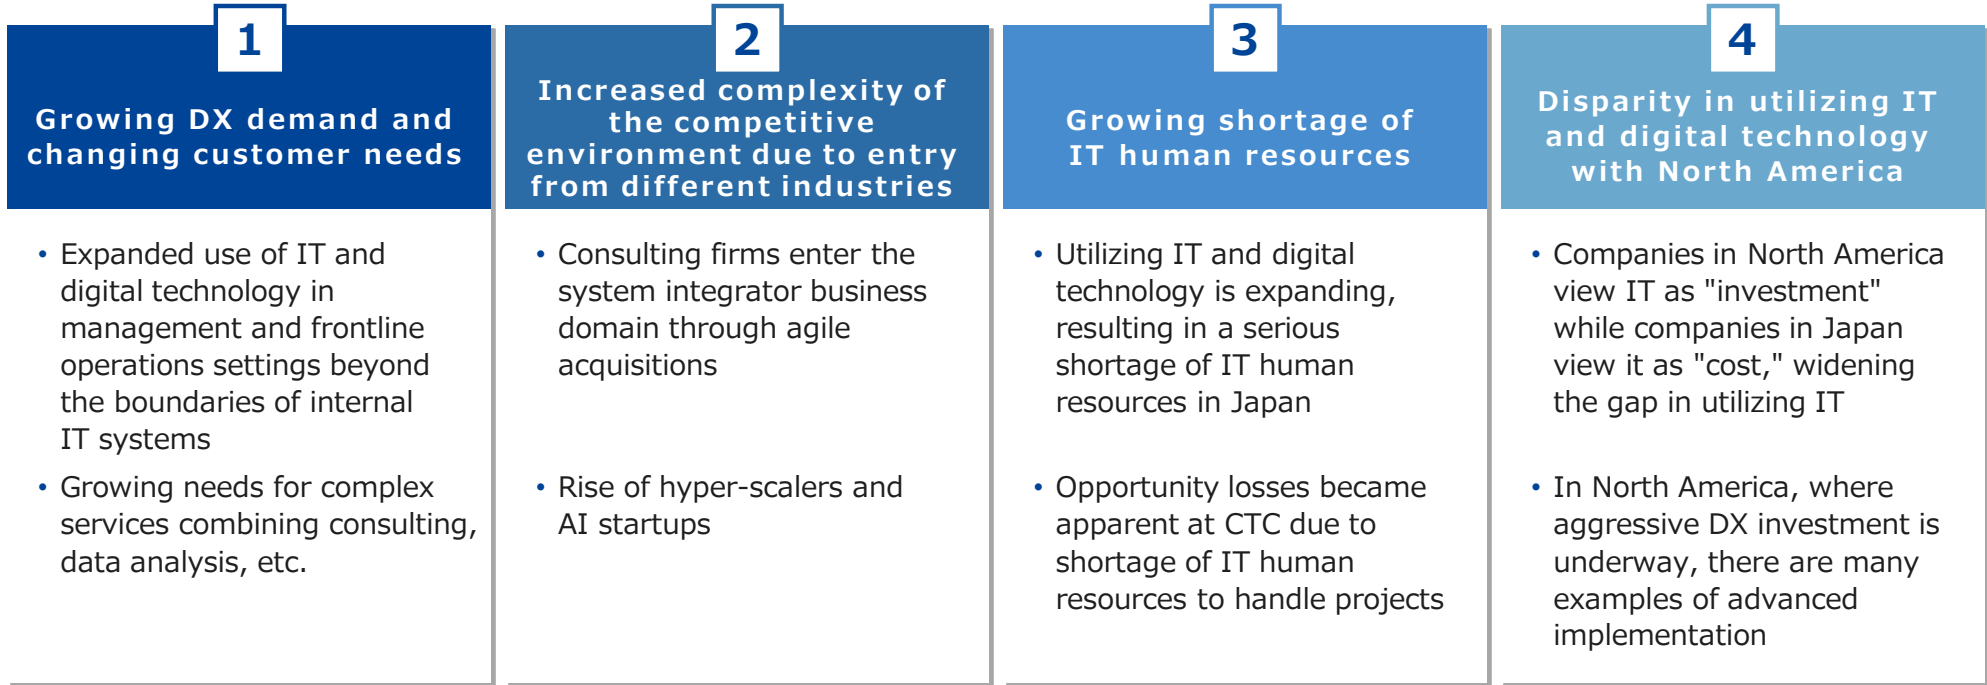 1
Growing DX demand and
changing customer needs
• Expanded use of IT and
digital technology in
management and frontline
operations settings beyond
the boundaries of internal
IT systems
• Growing needs for complex
services combining consulting,
data analysis, etc.
2
Increased complexity of
the competitive
environment due to entry
from different industries
• Consulting firms enter the
system integrator business
domain through agile
acquisitions
• Rise of hyper-scalers and
AI startups
3
Growing shortage of
IT human resources
• Utilizing IT and digital
technology is expanding,
resulting in a serious
shortage of IT human
resources in Japan
• Opportunity losses became
apparent at CTC due to
shortage of IT human
resources to handle projects
4
Disparity in utilizing IT
and digital technology
with North America
• Companies in North America
view IT as "investment"
while companies in Japan
view it as "cost," widening
the gap in utilizing IT
• In North America, where
aggressive DX investment is
underway, there are many
examples of advanced
implementation